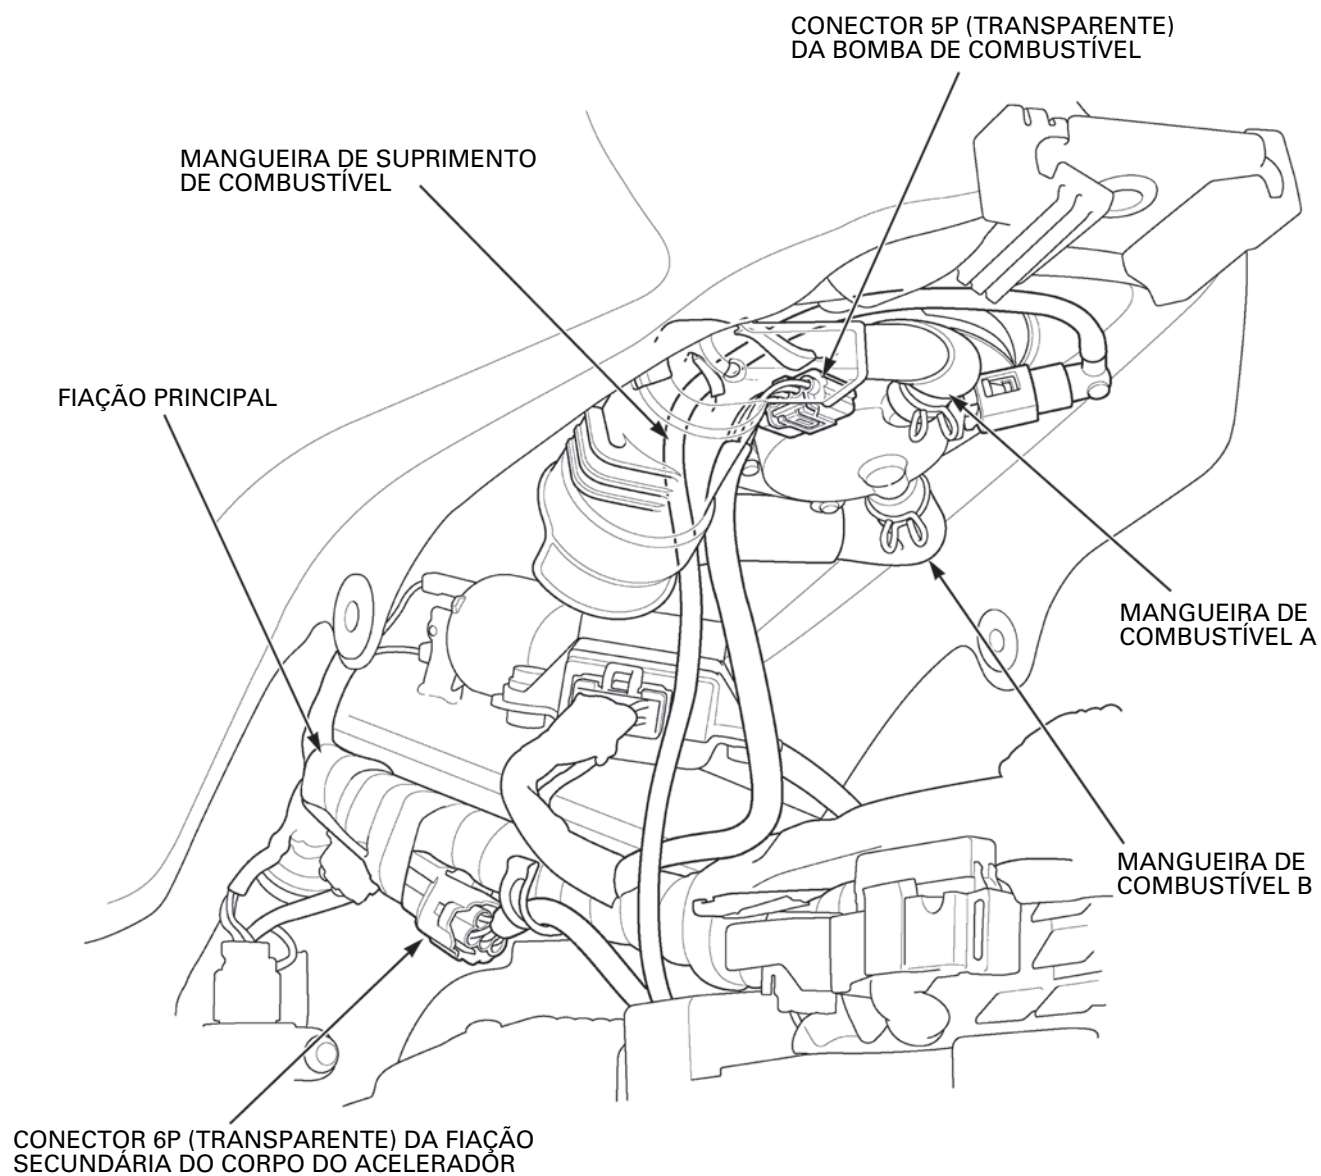 CONECTOR 5P (TRANSPARENTE)
DA BOMBA DE COMBUSTÍVEL
MANGUEIRA DE SUPRIMENTO
DE COMBUSTÍVEL
FIAÇÃO PRINCIPAL
MANGUEIRA DE
COMBUSTÍVEL A
MANGUEIRA DE
COMBUSTÍVEL B
CONECTOR 6P (TRANSPARENTE) DA FIAÇÃO
SECUNDÁRIA DO CORPO DO ACELERADOR